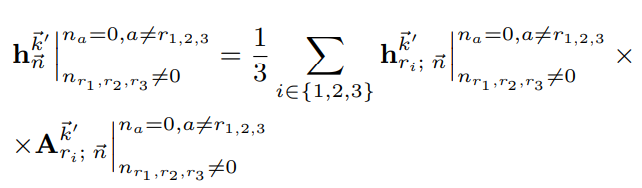 $\mathbf{h}_{\vec{n}}^{\vec{k}'}\Big|_{n_{r_1,r_2,r_3}\neq 0}^{n_a=0, a\neq r_{1,2,3}} = \frac{1}{3} \sum_{i\in\{1,2,3\}} \mathbf{h}_{r_i;\ \vec{n}}^{\vec{k}'}\Big|_{n_{r_1,r_2,r_3}\neq 0}^{n_a=0, a\neq r_{1,2,3}} \times$
$\times \mathbf{A}_{r_i;\ \vec{n}}^{\vec{k}'}\Big|_{n_{r_1,r_2,r_3}\neq 0}^{n_a=0, a\neq r_{1,2,3}}$